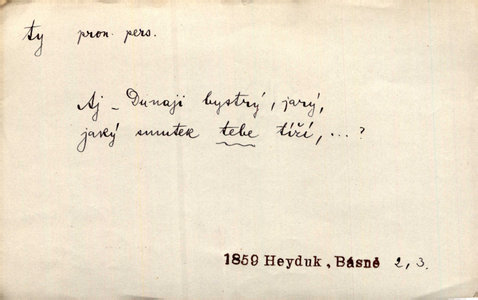 ty pron. pers.
Aj – Dunaji bystrý, jarý,
jaký smutek tebe tíží, ... ?
1859 Heyduk, Básně 2, 3.